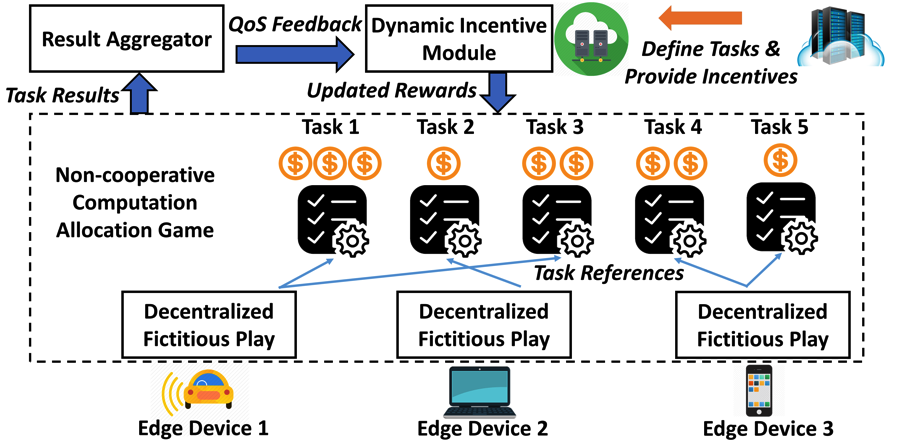 Result Aggregator
QoS Feedback
Dynamic Incentive
Module
Define Tasks &
Provide Incentives
Task Results
Updated Rewards
Task 1
Task 2
Task 3
Task 4
Task 5
$ $ $
$
$ $
$ $
$
Non-cooperative
Computation
Allocation Game
Task References
Decentralized
Fictitious Play
Decentralized
Fictitious Play
Decentralized
Fictitious Play
Edge Device 1
Edge Device 2
Edge Device 3